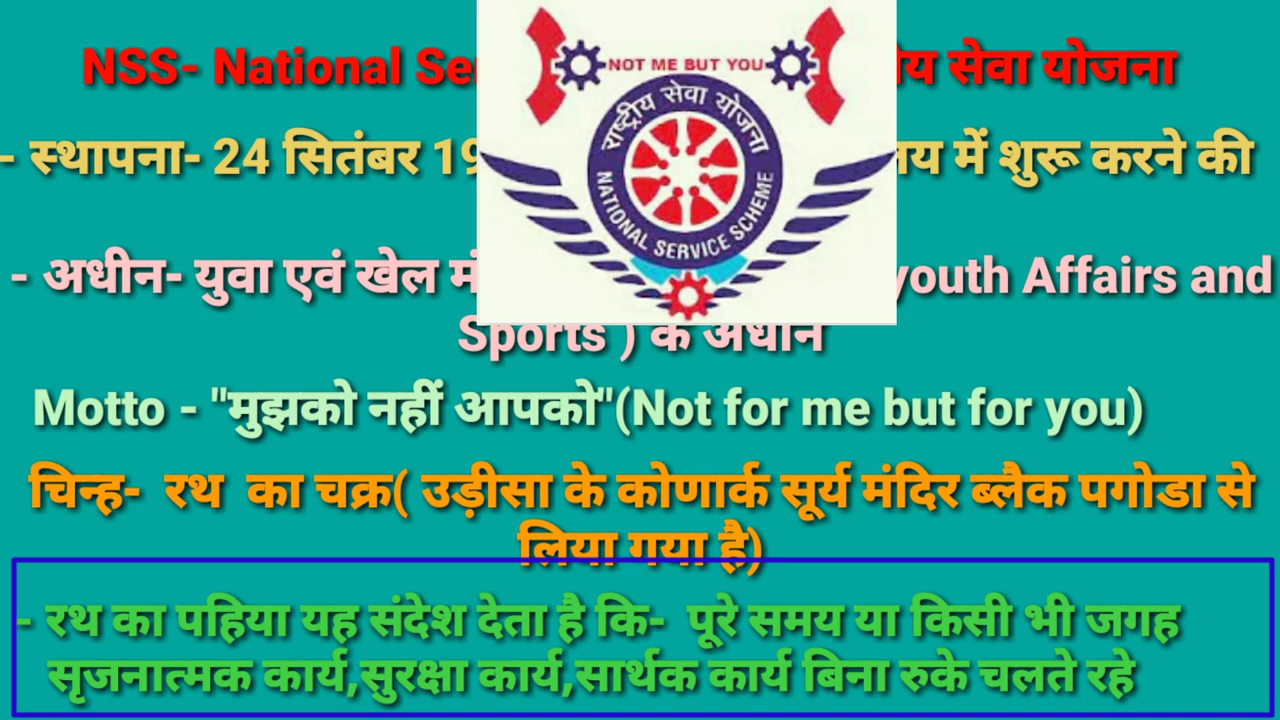 NSS- National
सेवा योजना
NOT ME BUT YOU
राष्ट्रीय सेवा योजना
NATIONAL SERVICE SCHEME
- स्थापना- 24 सितंबर
में शुरू करने की
- अधीन- युवा एवं खेल
youth Affairs and
Sports ) के अधीन
Motto - "मुझको नहीं आपको"(Not for me but for you)
चिन्ह- रथ का चक्र( उड़ीसा के कोणार्क सूर्य मंदिर ब्लैक पगोडा से
लिया गया है)
- रथ का पहिया यह संदेश देता है कि- पूरे समय या किसी भी जगह
सृजनात्मक कार्य,सुरक्षा कार्य,सार्थक कार्य बिना रुके चलते रहे